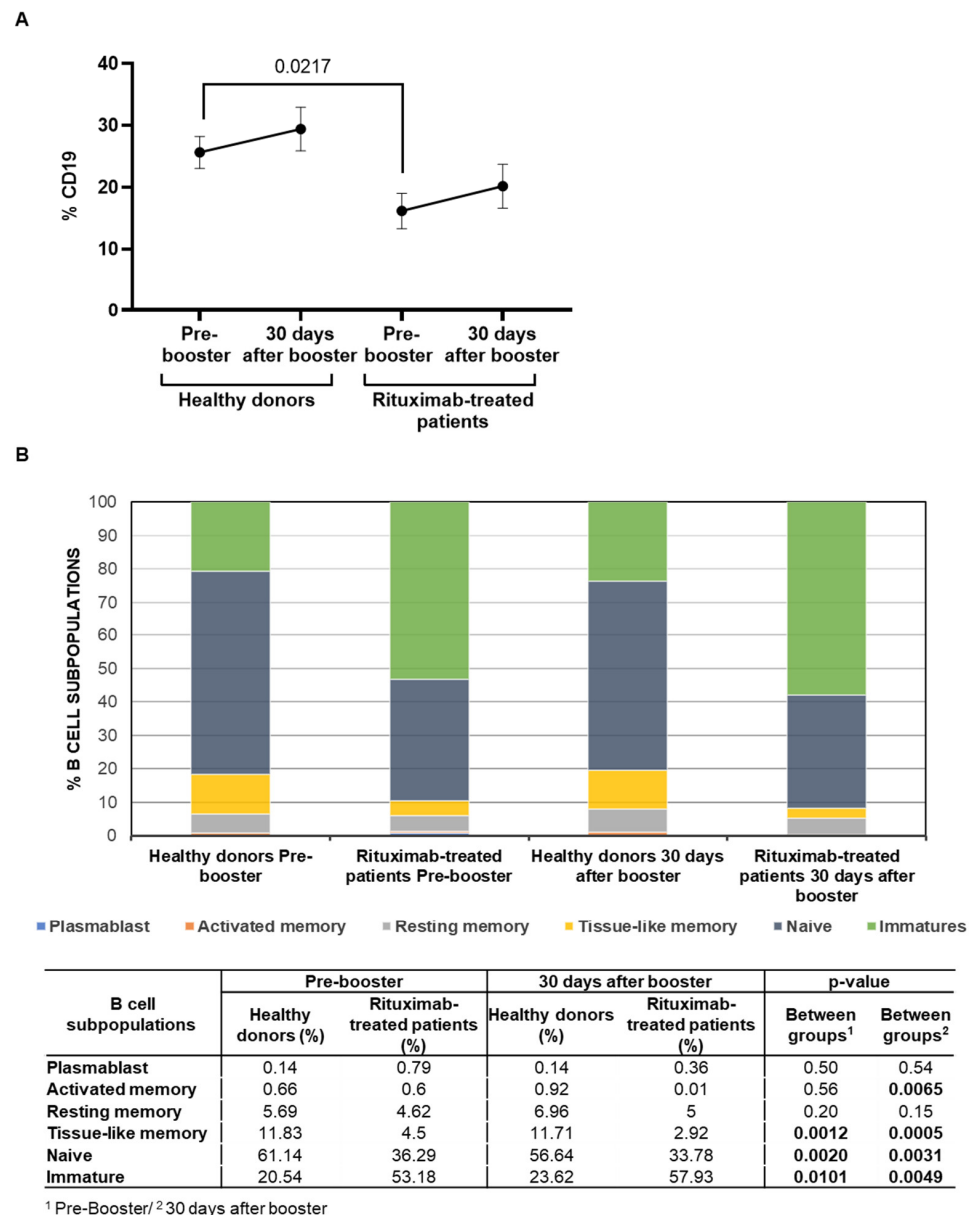 A
0.0217
40
30
20
10
0
% CD19
Pre-
booster
30 days
after booster
Pre-
booster
30 days
after booster
Healthy donors
Rituximab-treated
patients
B
100
90
80
70
60
50
40
30
20
10
0
% B CELL SUBPOPULATIONS
Healthy donors Pre-
booster
Rituximab-treated
patients Pre-booster
Healthy donors 30 days
after booster
Rituximab-treated
patients 30 days after
booster
Plasmablast Activated memory Resting memory Tissue-like memory Naive Immatures
B cell
subpopulations
Pre-booster 30 days after booster p-value
Healthy
donors (%)
Rituximab-
treated patients
(%)
Healthy donors
(%)
Rituximab-
treated patients
(%)
Between
groups¹
Between
groups²
Plasmablast 0.14 0.79 0.14 0.36 0.50 0.54
Activated memory 0.66 0.6 0.92 0.01 0.56 0.0065
Resting memory 5.69 4.62 6.96 5 0.20 0.15
Tissue-like memory 11.83 4.5 11.71 2.92 0.0012 0.0005
Naive 61.14 36.29 56.64 33.78 0.0020 0.0031
Immature 20.54 53.18 23.62 57.93 0.0101 0.0049
¹ Pre-Booster/ ² 30 days after booster